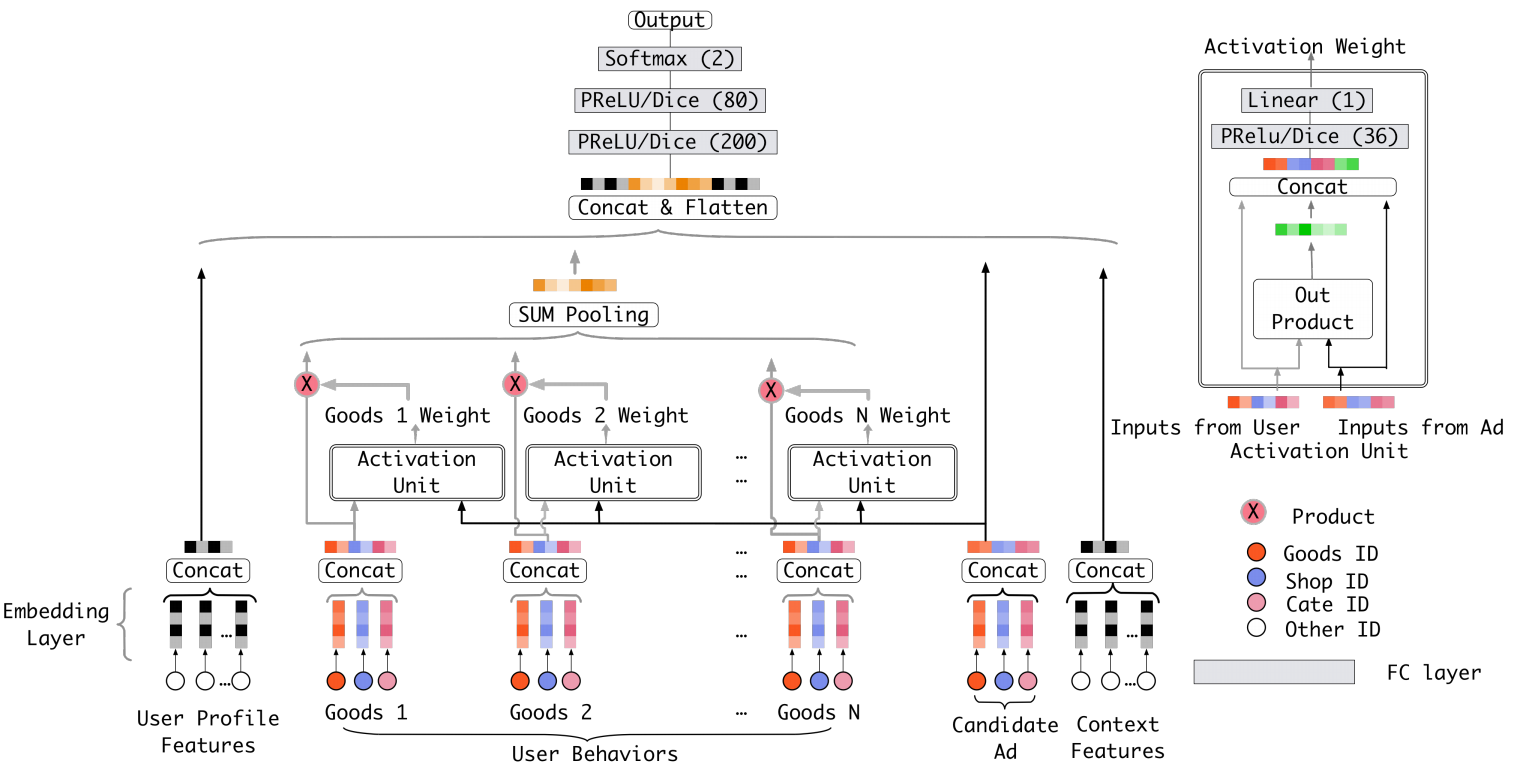 Output
Softmax (2)
PReLU/Dice (80)
PReLU/Dice (200)
Concat & Flatten
SUM Pooling
X
X
X
Goods 1 Weight
Goods 2 Weight
Goods N Weight
Activation
Unit
Activation
Unit
...
...
Activation
Unit
Concat
Concat
Concat
...
...
Concat
Concat
Concat
Embedding
Layer
...
...
...
...
...
User Profile
Features
Goods 1
Goods 2
...
Goods N
User Behaviors
Candidate
Ad
Context
Features
Activation Weight
Linear (1)
PRelu/Dice (36)
Concat
Out
Product
Inputs from User
Inputs from Ad
Activation Unit
X
Product
Goods ID
Shop ID
Cate ID
Other ID
FC layer